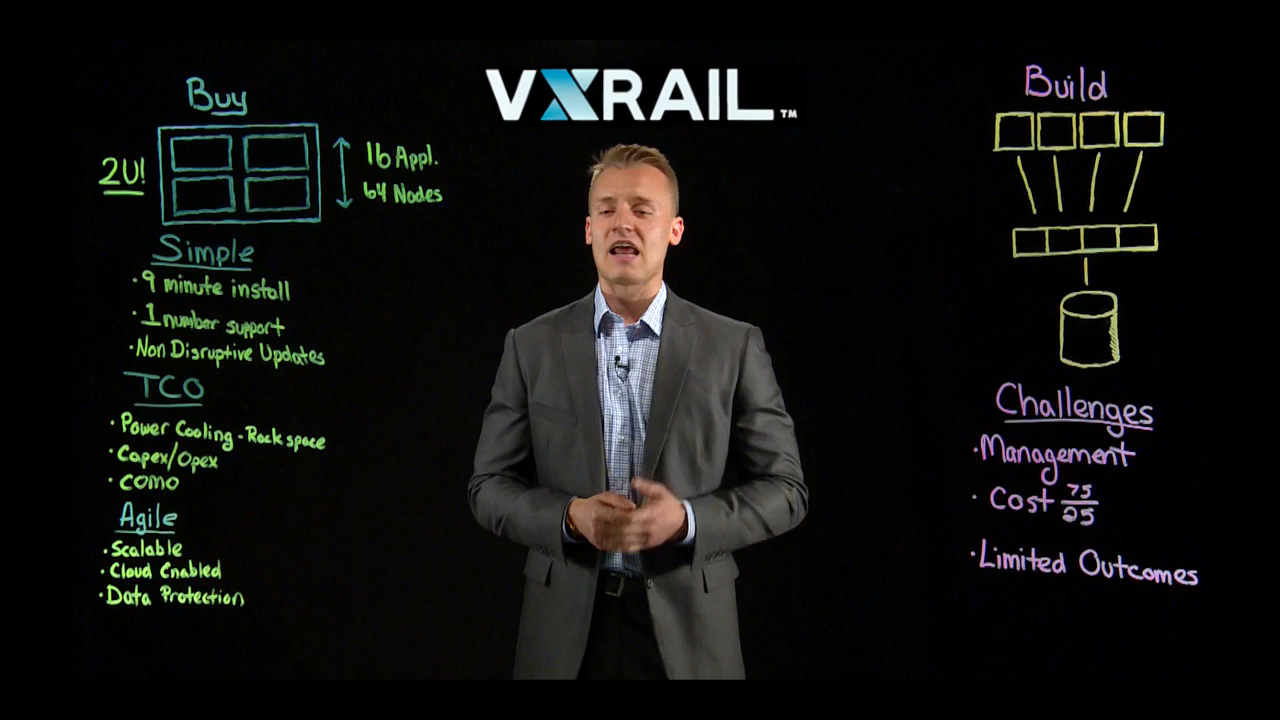 VXRAIL™
Buy
2U!
16 Appl.
64 Nodes
Simple
·9 minute install
·1 number support
·Non Disruptive Updates
TCO
·Power Cooling - Rack space
·Capex/Opex
·COMO
Agile
·Scalable
·Cloud Enabled
·Data Protection
Build
Challenges
·Management
·Cost 75/25
·Limited Outcomes